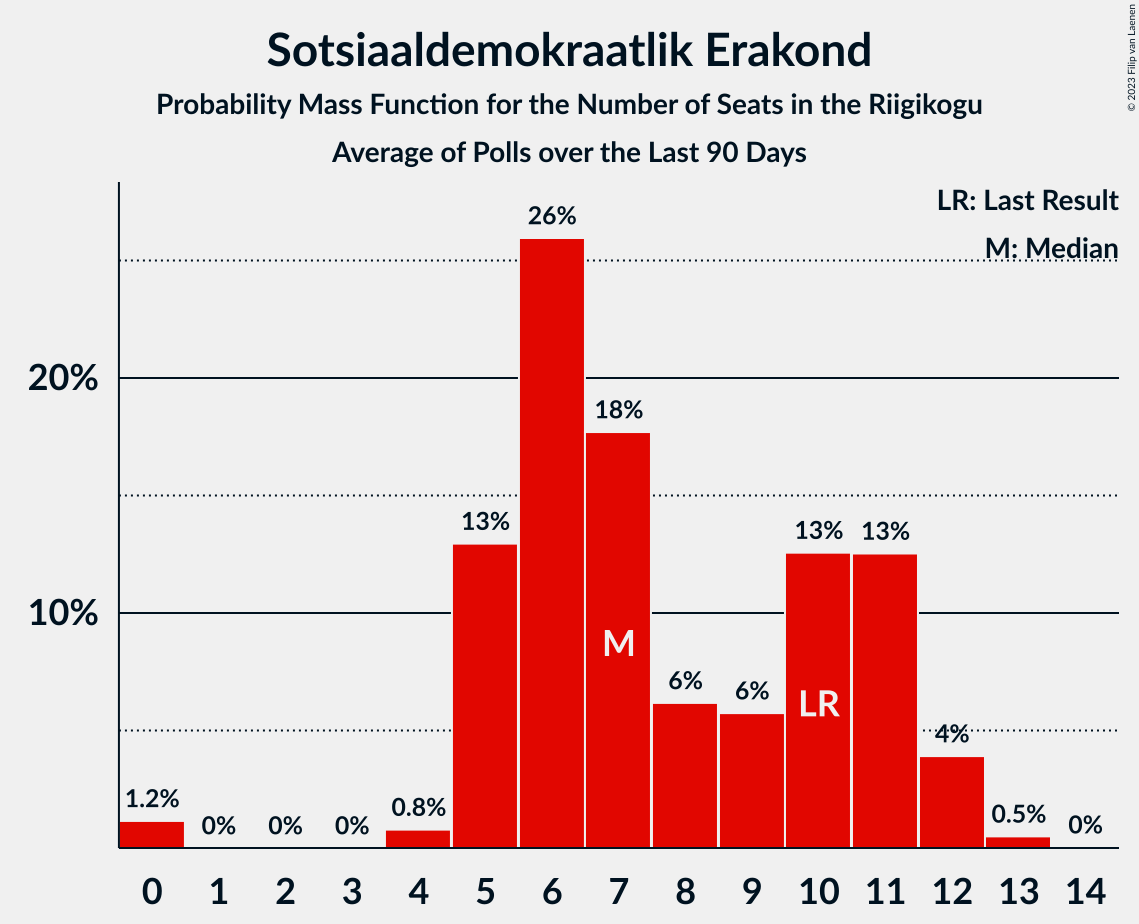 Sotsiaaldemokraatlik Erakond
Probability Mass Function for the Number of Seats in the Riigikogu
Average of Polls over the Last 90 Days
© 2023 Filip van Laenen
LR: Last Result
M: Median
26%
20%
18%
13%
13%
13%
10%
M
6%
6%
LR
4%
1.2%
0%
0%
0%
0.8%
0.5%
0%
0 1 2 3 4 5 6 7 8 9 10 11 12 13 14